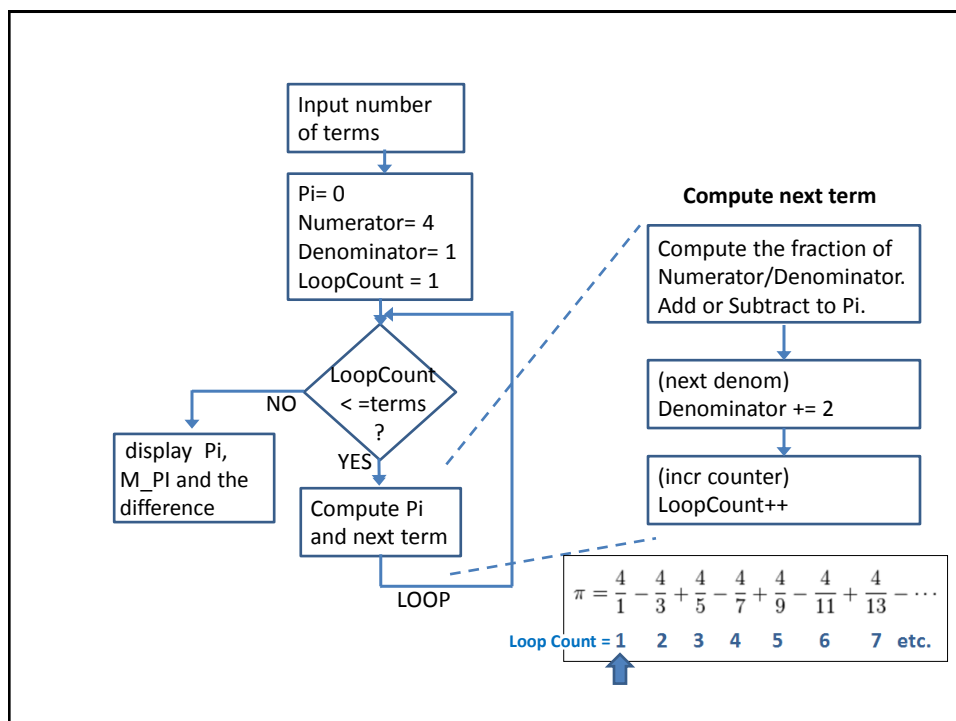 Input number
of terms
Pi= 0
Numerator= 4
Denominator= 1
LoopCount = 1
LoopCount
< =terms
?
NO
YES
display Pi,
M_PI and the
difference
Compute Pi
and next term
LOOP
Compute next term
Compute the fraction of
Numerator/Denominator.
Add or Subtract to Pi.
(next denom)
Denominator += 2
(incr counter)
LoopCount++
π = 4/1 − 4/3 + 4/5 − 4/7 + 4/9 − 4/11 + 4/13 − ···
Loop Count = 1 2 3 4 5 6 7 etc.